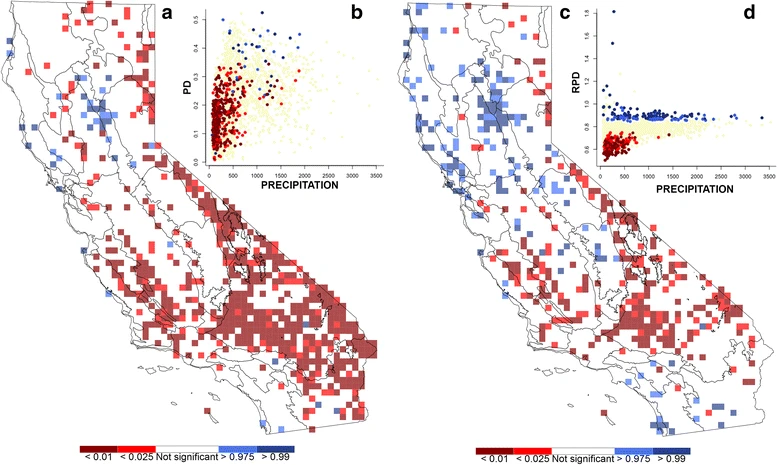 a
b
PD
0.5
0.4
0.3
0.2
0.1
0.0
0 500 1000 1500 2000 2500 3000 3500
PRECIPITATION
c
d
RPD
1.8
1.6
1.4
1.2
1.0
0.8
0.6
0 500 1000 1500 2000 2500 3000 3500
PRECIPITATION
< 0.01 < 0.025 Not significant > 0.975 > 0.99
< 0.01 < 0.025 Not significant > 0.975 > 0.99